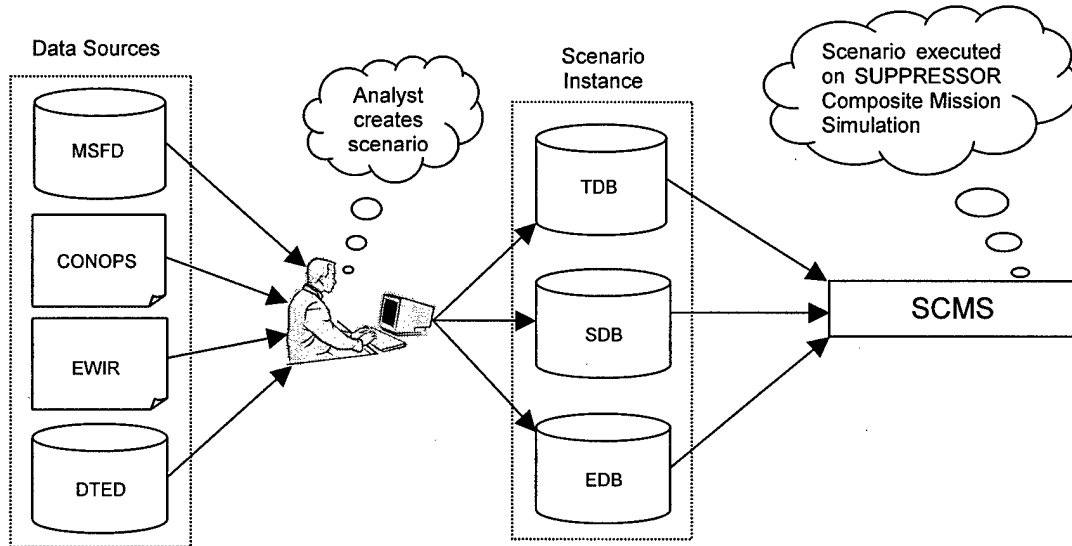 Data Sources
MSFD
CONOPS
EWIR
DTED
Analyst
creates
scenario
Scenario
Instance
TDB
SDB
EDB
Scenario executed
on SUPPRESSOR
Composite Mission
Simulation
SCMS